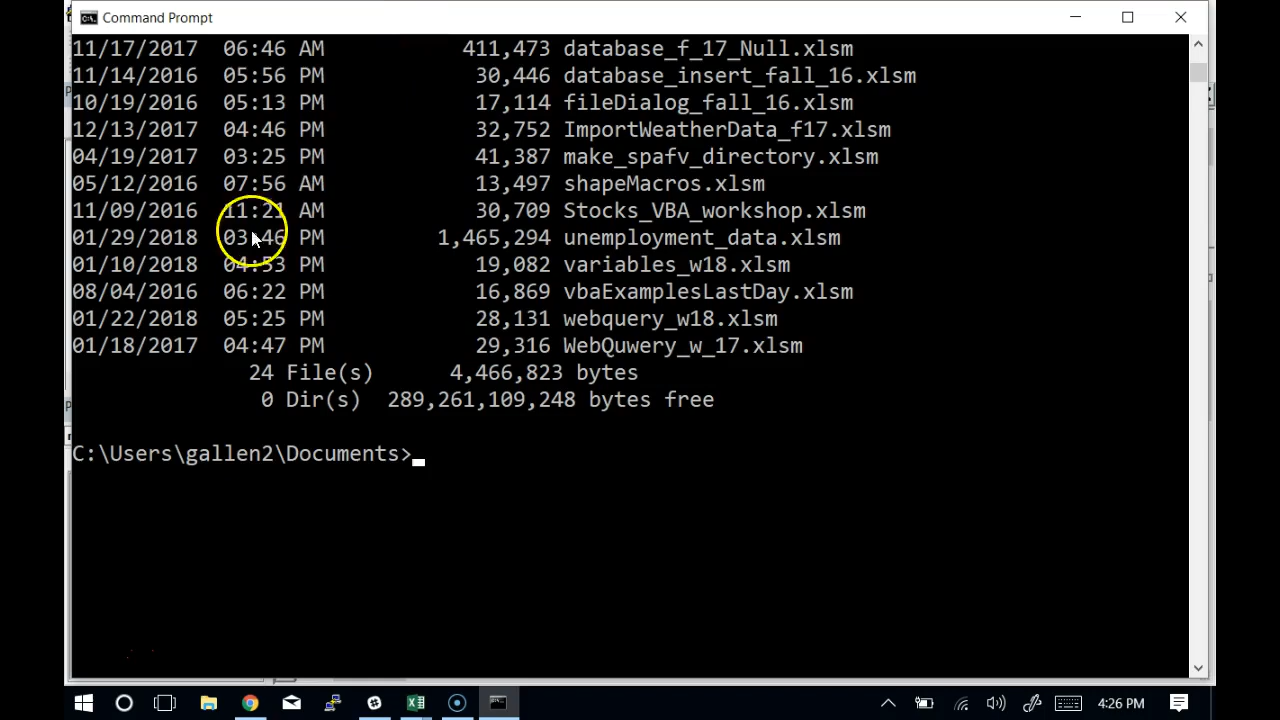 Command Prompt
11/17/2017 06:46 AM 411,473 database_f_17_Null.xlsm
11/14/2016 05:56 PM 30,446 database_insert_fall_16.xlsm
10/19/2016 05:13 PM 17,114 fileDialog_fall_16.xlsm
12/13/2017 04:46 PM 32,752 ImportWeatherData_f17.xlsm
04/19/2017 03:25 PM 41,387 make_spafv_directory.xlsm
05/12/2016 07:56 AM 13,497 shapeMacros.xlsm
11/09/2016 11:21 AM 30,709 Stocks_VBA_workshop.xlsm
01/29/2018 03:46 PM 1,465,294 unemployment_data.xlsm
01/10/2018 04:53 PM 19,082 variables_w18.xlsm
08/04/2016 06:22 PM 16,869 vbaExamplesLastDay.xlsm
01/22/2018 05:25 PM 28,131 webquery_w18.xlsm
01/18/2017 04:47 PM 29,316 WebQuwery_w_17.xlsm
24 File(s) 4,466,823 bytes
0 Dir(s) 289,261,109,248 bytes free
C:\Users\gallen2\Documents>
4:26 PM